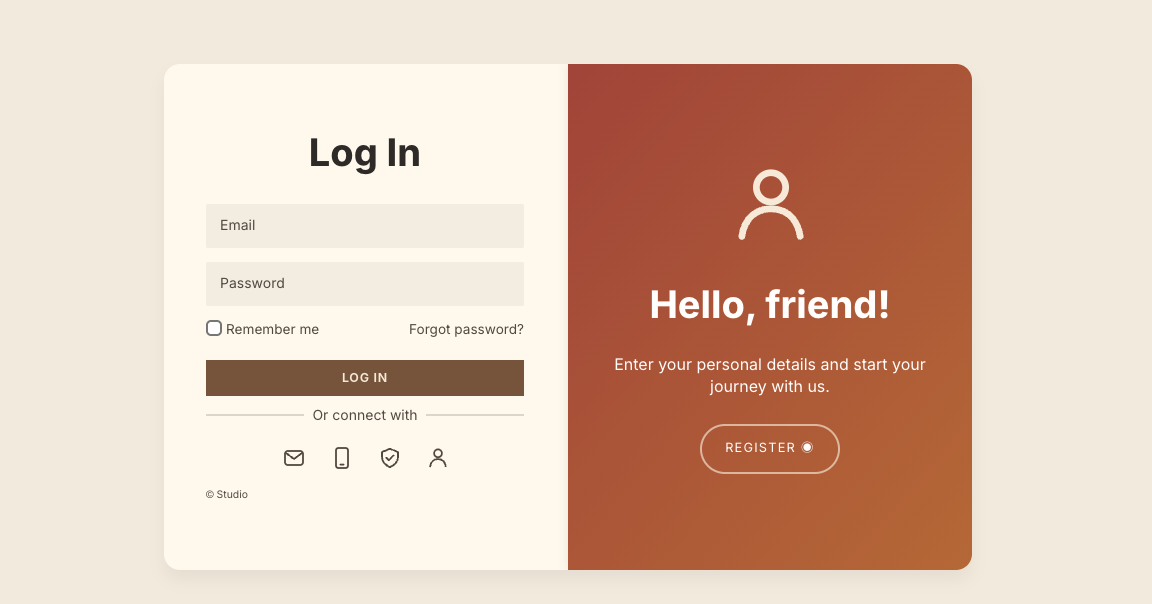 Log In
Email
Password
Remember me
Forgot password?
LOG IN
Or connect with
© Studio
Hello, friend!
Enter your personal details and start your
journey with us.
REGISTER ◉